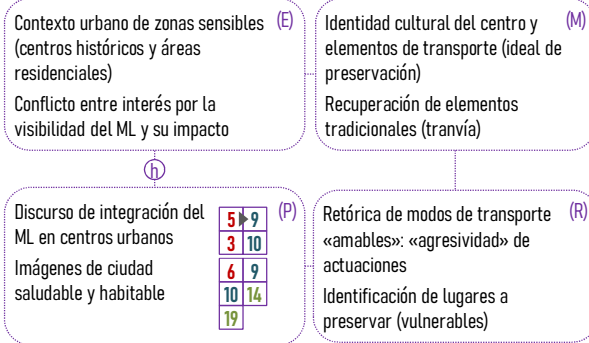 Contexto urbano de zonas sensibles (E)
(centros históricos y áreas
residenciales)
Conflicto entre interés por la
visibilidad del ML y su impacto
Identidad cultural del centro y (M)
elementos de transporte (ideal de
preservación)
Recuperación de elementos
tradicionales (tranvía)
h
Discurso de integración del (P)
ML en centros urbanos
Imágenes de ciudad
saludable y habitable
5 9
3 10
6 9
10 14
19
Retórica de modos de transporte (R)
«amables»: «agresividad» de
actuaciones
Identificación de lugares a
preservar (vulnerables)